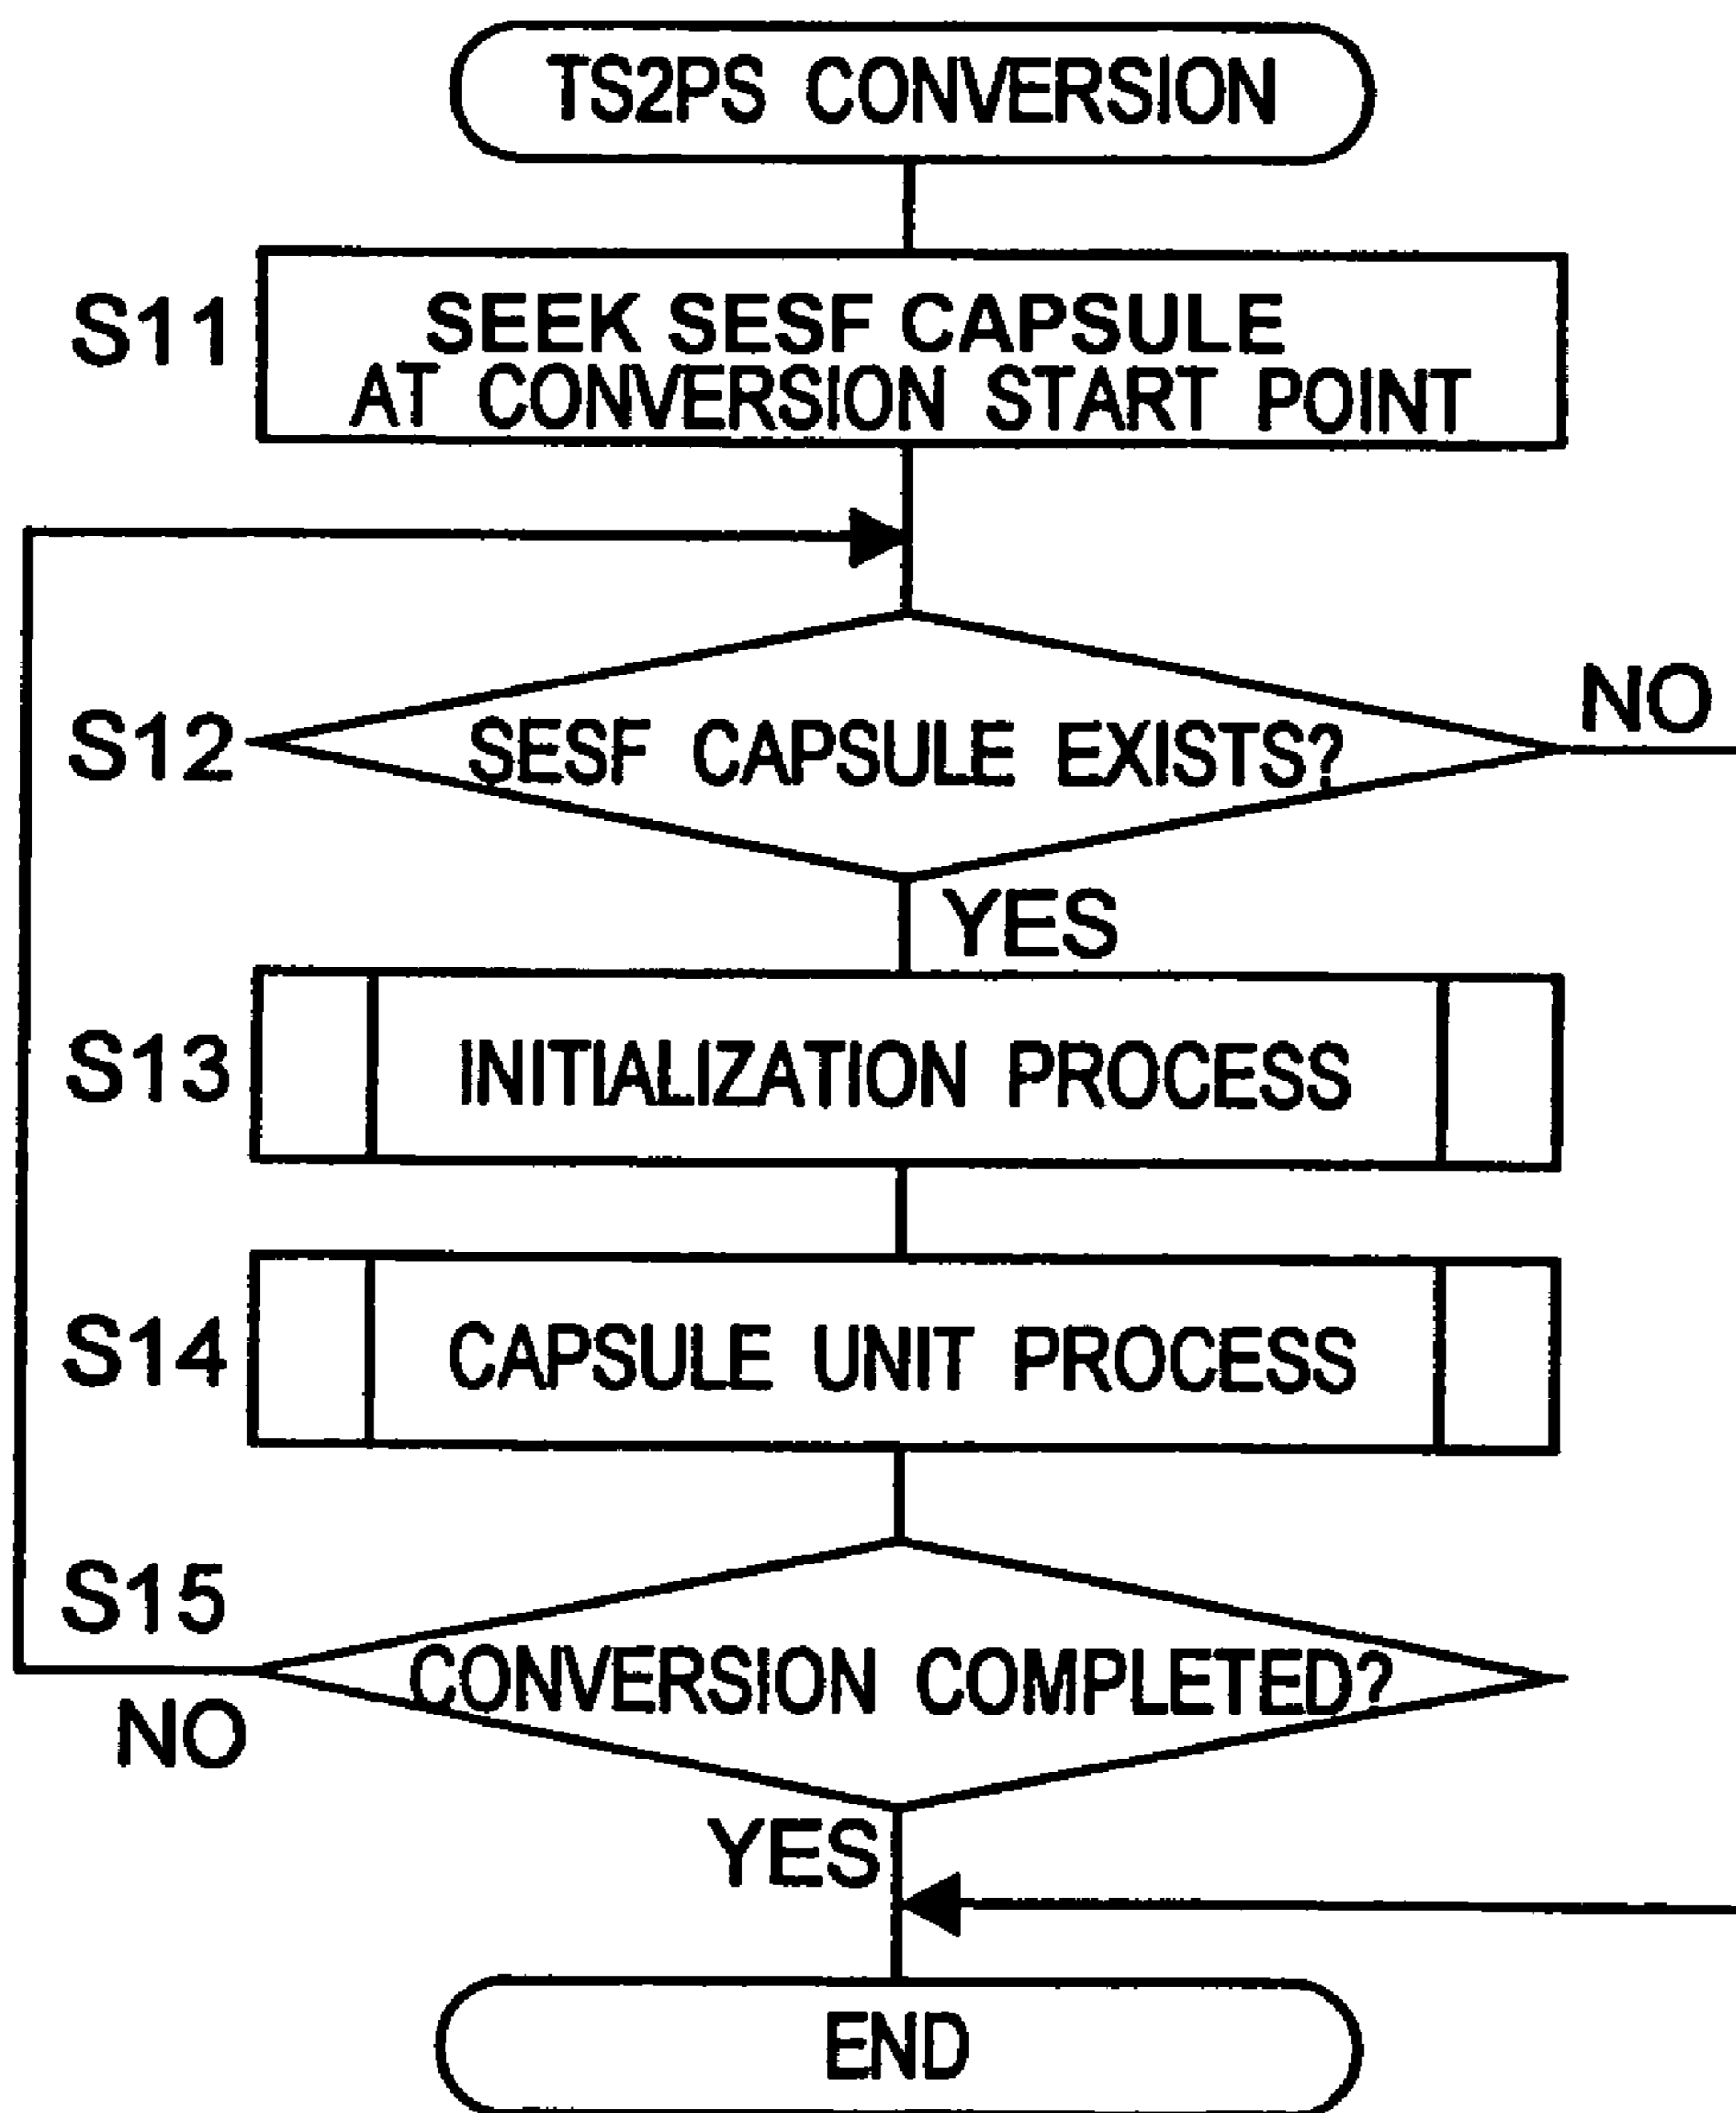 TS2PS CONVERSION
S11
SEEK SESF CAPSULE
AT CONVERSION START POINT
NO
S12
SESF CAPSULE EXISTS?
YES
S13
INITIALIZATION PROCESS
S14
CAPSULE UNIT PROCESS
S15
CONVERSION COMPLETED?
NO
YES
END